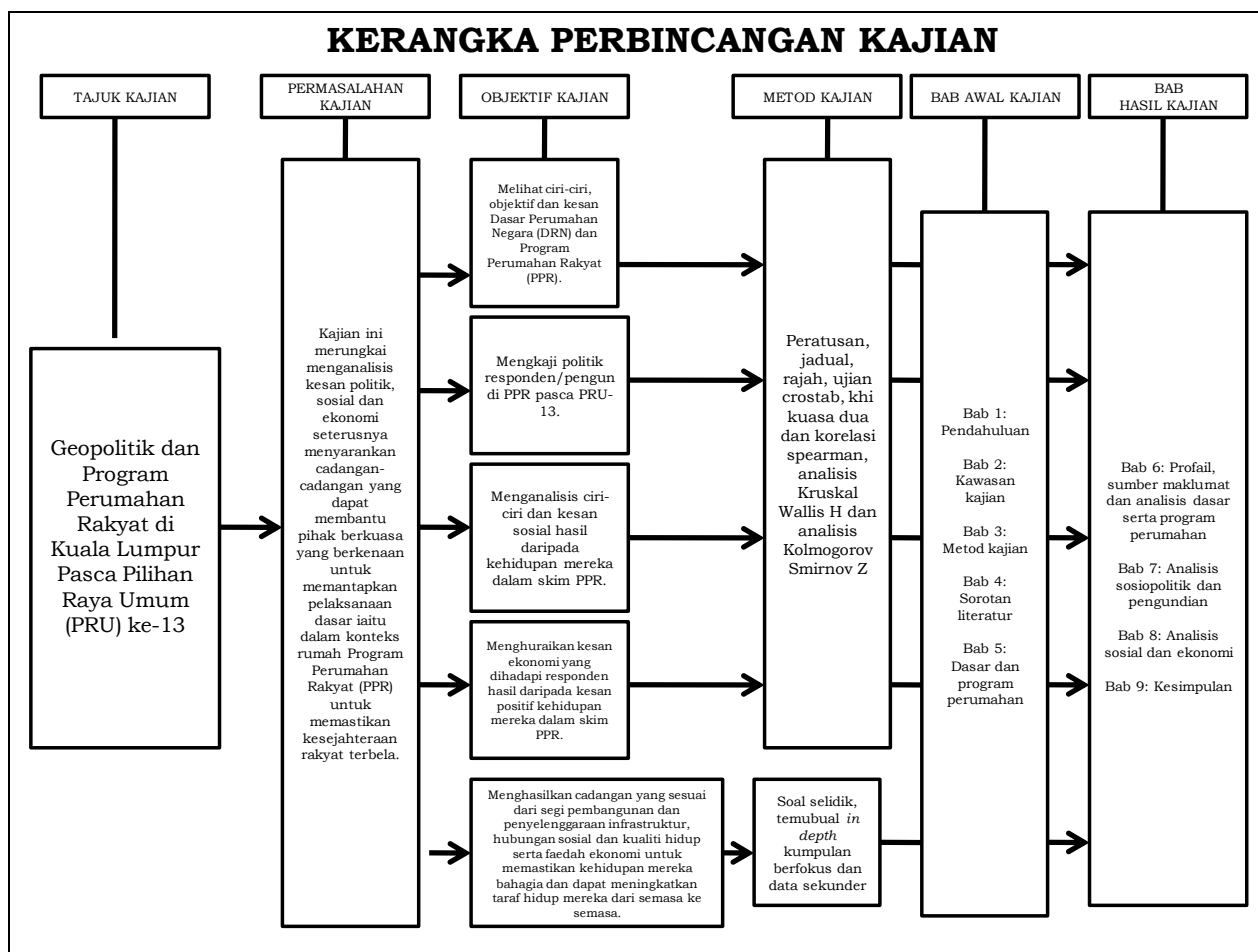 KERANGKA PERBINCANGAN KAJIAN
TAJUK KAJIAN
PERMASALAHAN
KAJIAN
OBJEKTIF KAJIAN
METOD KAJIAN
BAB AWAL KAJIAN
BAB
HASIL KAJIAN
Geopolitik dan
Program
Perumahan
Rakyat di
Kuala Lumpur
Pasca Pilihan
Raya Umum
(PRU) ke-13
Kajian ini
merungkai
menganalisis
kesan politik,
sosial dan
ekonomi
seterusnya
menyarankan
cadangan-
cadangan yang
dapat
membantu
pihak berkuasa
yang berkenaan
untuk
memantapkan
pelaksanaan
dasar iaitu
dalam konteks
rumah Program
Perumahan
Rakyat (PPR)
untuk
memastikan
kesejahteraan
rakyat terbela.
Melihat ciri-ciri,
objektif dan kesan
Dasar Perumahan
Negara (DRN) dan
Program
Perumahan Rakyat
(PPR).
Mengkaji politik
responden/pengun
di PPR pasca PRU-
13.
Menganalisis ciri-
ciri dan kesan
sosial hasil
daripada
kehidupan mereka
dalam skim PPR.
Menghuraikan kesan
ekonomi yang
dihadapi responden
hasil daripada kesan
positif kehidupan
mereka dalam skim
PPR.
Menghasilkan cadangan yang sesuai
dari segi pembangunan dan
penyelenggaraan infrastruktur,
hubungan sosial dan kualiti hidup
serta faedah ekonomi untuk
memastikan kehidupan mereka
bahagia dan dapat meningkatkan
taraf hidup mereka dari semasa ke
semasa.
Peratusan,
jadual,
rajah, ujian
crostab, khi
kuasa dua
dan korelasi
spearman,
analisis
Kruskal
Wallis H dan
analisis
Kolmogorov
Smirnov Z
Soal selidik,
temubual in
depth
kumpulan
berfokus dan
data sekunder
Bab 1:
Pendahuluan
Bab 2:
Kawasan
kajian
Bab 3:
Metod kajian
Bab 4:
Sorotan
literatur
Bab 5:
Dasar dan
program
perumahan
Bab 6: Profail,
sumber maklumat
dan analisis dasar
serta program
perumahan
Bab 7: Analisis
sosiopolitik dan
pengundian
Bab 8: Analisis
sosial dan ekonomi
Bab 9: Kesimpulan